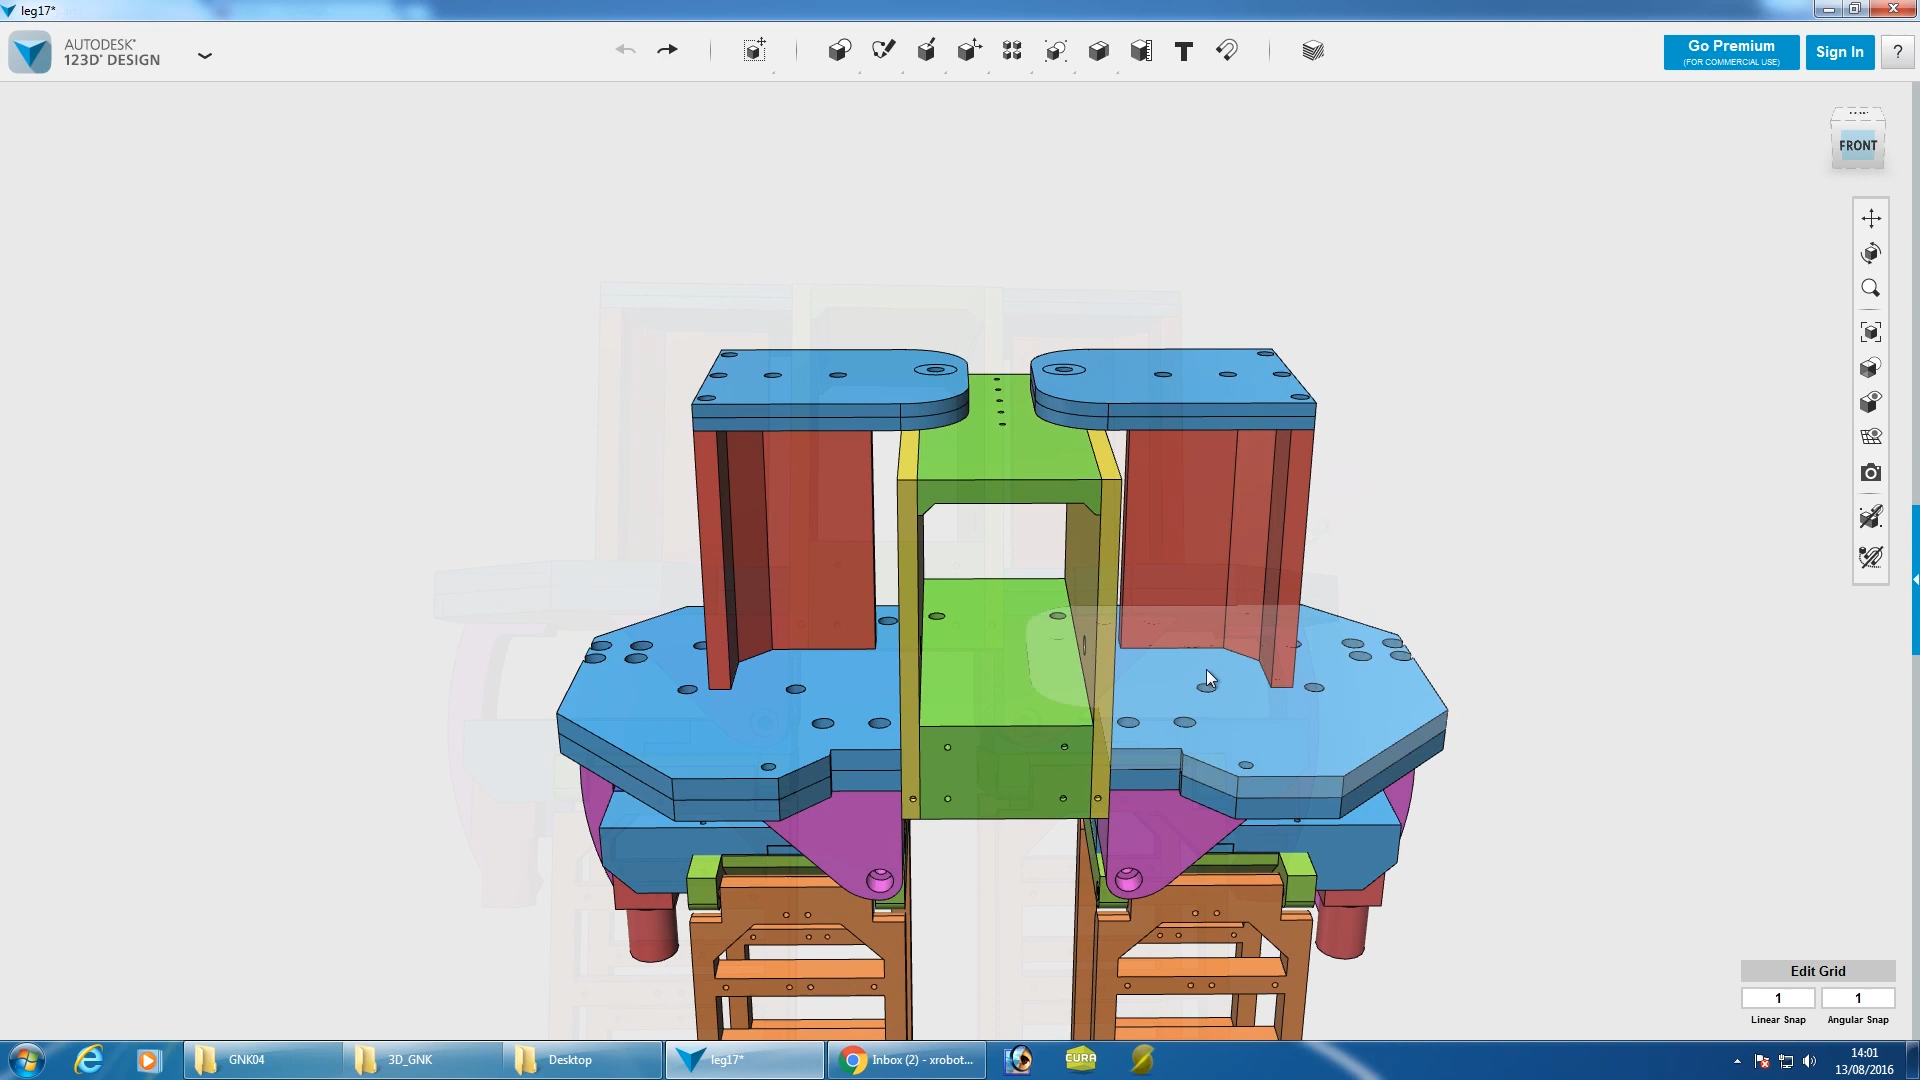 leg17*
AUTODESK®
123D® DESIGN
T
Go Premium
(FOR COMMERCIAL USE)
Sign In
?
FRONT
Edit Grid
1
1
Linear Snap
Angular Snap
GNK04
3D_GNK
Desktop
leg17*
Inbox (2) - xrobot...
CURA
14:01
13/08/2016